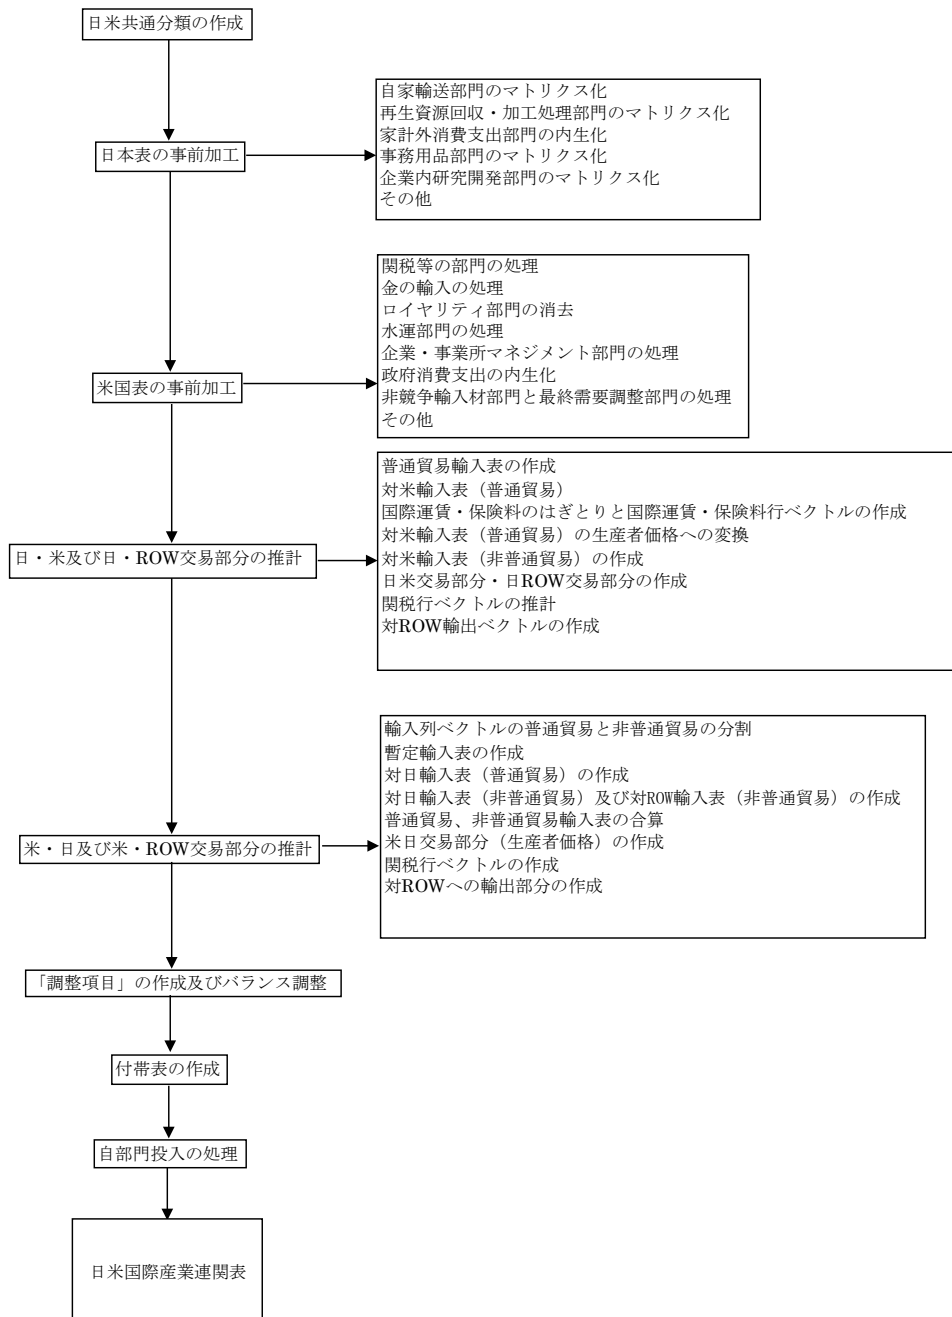 日米共通分類の作成
日本表の事前加工
自家輸送部門のマトリクス化
再生資源回収・加工処理部門のマトリクス化
家計外消費支出部門の内生化
事務用品部門のマトリクス化
企業内研究開発部門のマトリクス化
その他
米国表の事前加工
関税等の部門の処理
金の輸入の処理
ロイヤリティ部門の消去
水運部門の処理
企業・事業所マネジメント部門の処理
政府消費支出の内生化
非競争輸入材部門と最終需要調整部門の処理
その他
日・米及び日・ROW交易部分の推計
普通貿易輸入表の作成
対米輸入表（普通貿易）
国際運賃・保険料のはぎとりと国際運賃・保険料行ベクトルの作成
対米輸入表（普通貿易）の生産者価格への変換
対米輸入表（非普通貿易）の作成
日米交易部分・日ROW交易部分の作成
関税行ベクトルの推計
対ROW輸出ベクトルの作成
米・日及び米・ROW交易部分の推計
輸入列ベクトルの普通貿易と非普通貿易の分割
暫定輸入表の作成
対日輸入表（普通貿易）の作成
対日輸入表（非普通貿易）及び対ROW輸入表（非普通貿易）の作成
普通貿易、非普通貿易輸入表の合算
米日交易部分（生産者価格）の作成
関税行ベクトルの作成
対ROWへの輸出部分の作成
「調整項目」の作成及びバランス調整
付帯表の作成
自部門投入の処理
日米国際産業連関表